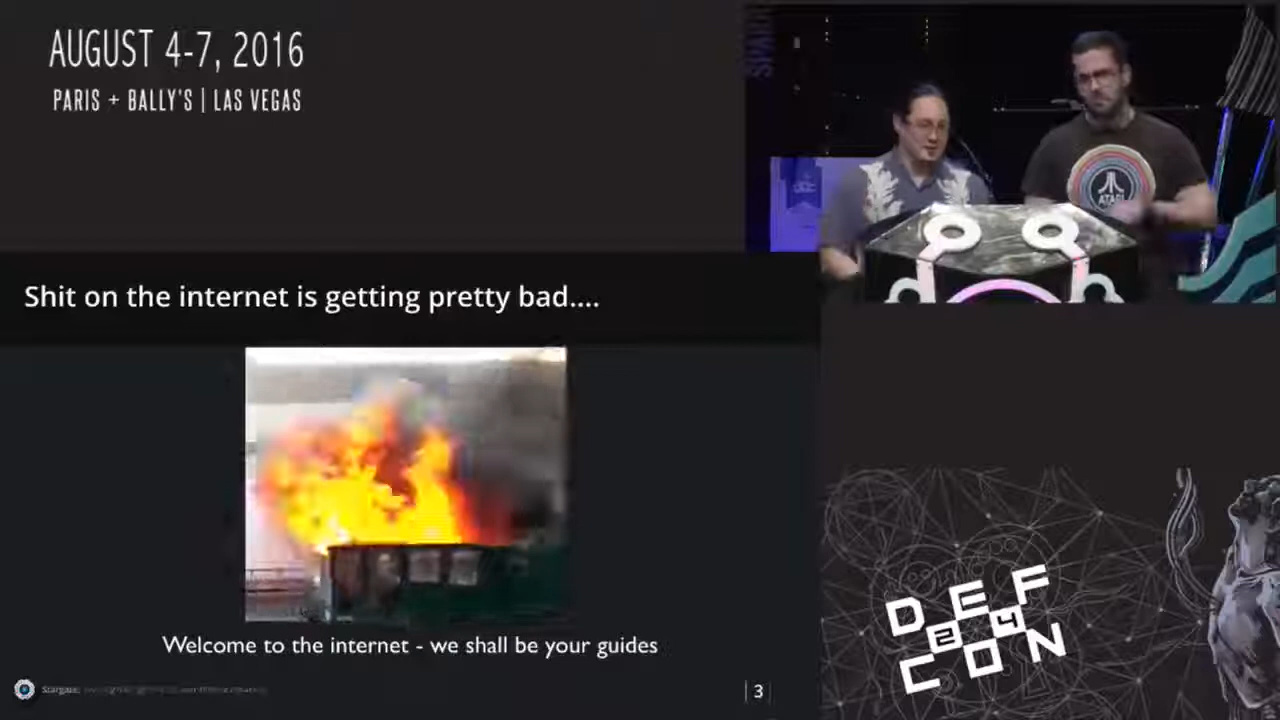 AUGUST 4-7, 2016
PARIS + BALLY'S | LAS VEGAS
ATARI
Shit on the internet is getting pretty bad....
Welcome to the internet - we shall be your guides
Stargate:
3
DEF
24
CON